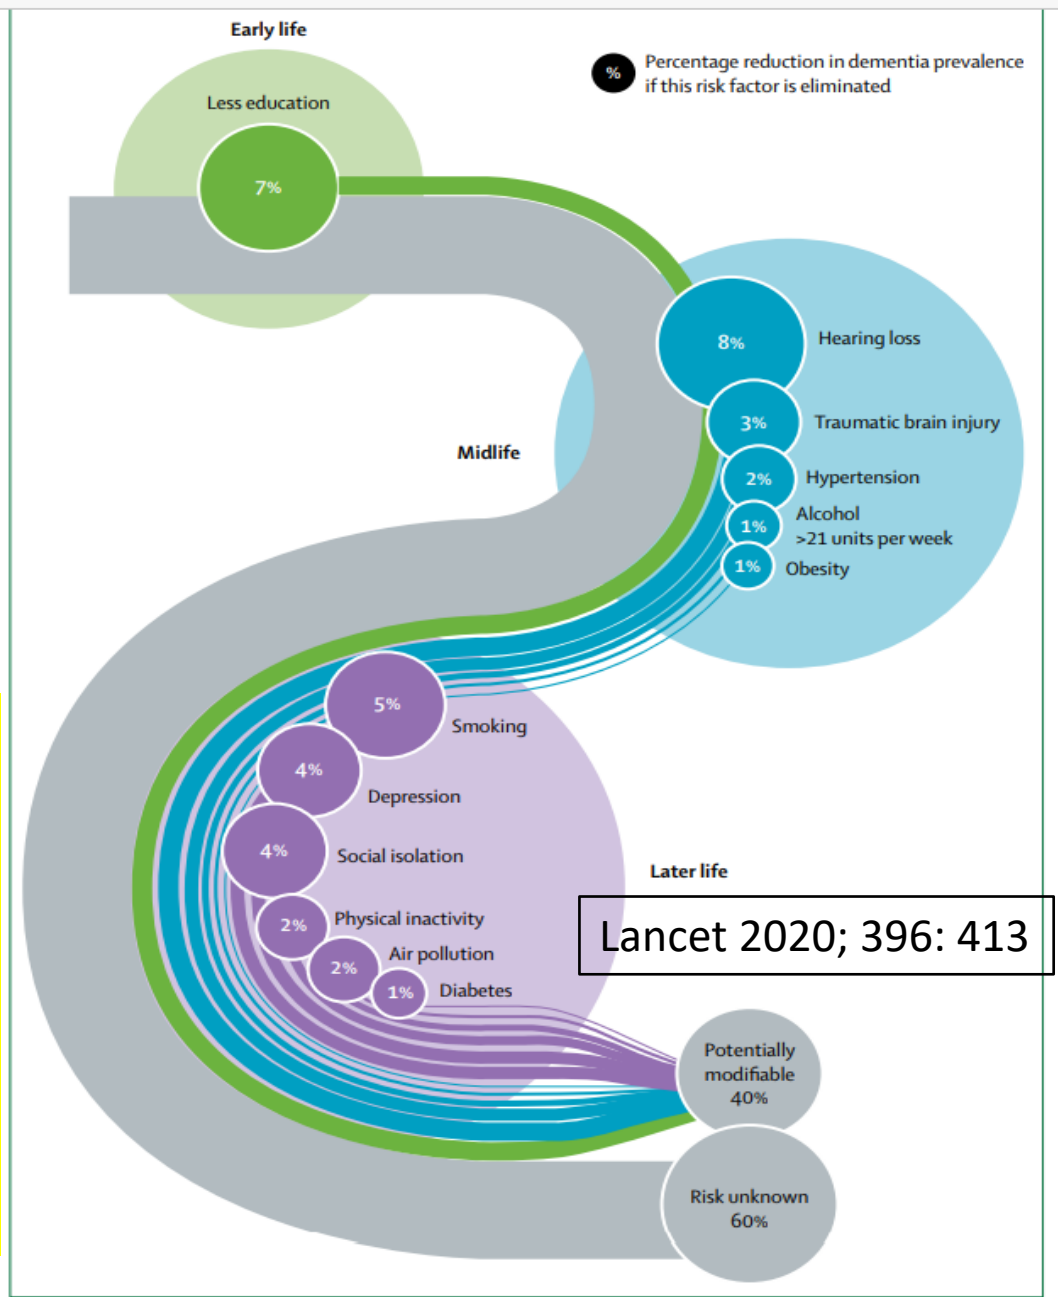 Early life
%
Percentage reduction in dementia prevalence
if this risk factor is eliminated
Less education
7%
8%
Hearing loss
3%
Traumatic brain injury
Midlife
2%
Hypertension
1%
Alcohol
>21 units per week
1%
Obesity
5%
Smoking
4%
Depression
4%
Social isolation
Later life
2%
Physical inactivity
2%
Air pollution
1%
Diabetes
Lancet 2020; 396: 413
Potentially
modifiable
40%
Risk unknown
60%